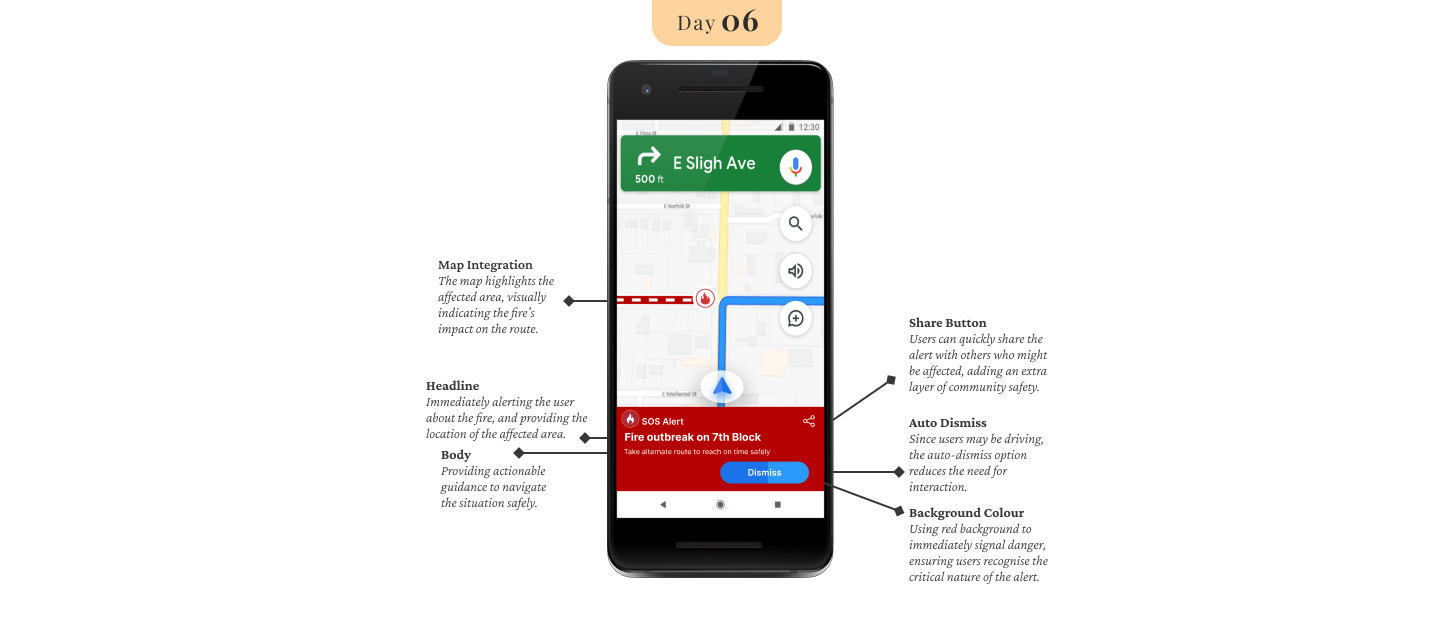 Day 06
12:30
E Flora St
E Sligh Ave
500 ft
E Norfolk St
Norfolk
Map Integration
The map highlights the
affected area, visually
indicating the fire's
impact on the route.
Headline
Immediately alerting the user
about the fire, and providing the
location of the affected area.
Body
Providing actionable
guidance to navigate
the situation safely.
E Knollwood St
SOS Alert
Fire outbreak on 7th Block
Take alternate route to reach on time safely
Dismiss
Share Button
Users can quickly share the
alert with others who might
be affected, adding an extra
layer of community safety.
Auto Dismiss
Since users may be driving,
the auto-dismiss option
reduces the need for
interaction.
Background Colour
Using red background to
immediately signal danger,
ensuring users recognise the
critical nature of the alert.